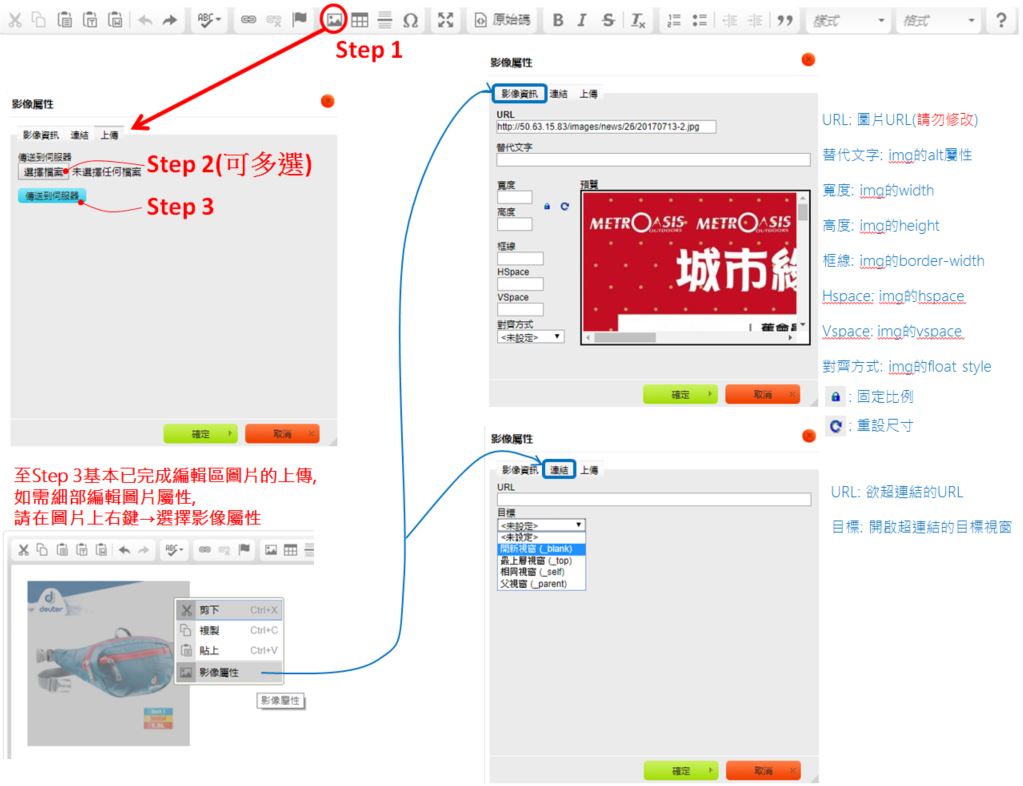 ABC
原始碼
B I S Tx
樣式
格式
?
Step 1
影像屬性
影像資訊 連結 上傳
傳送到伺服器
選擇檔案 未選擇任何檔案
Step 2(可多選)
傳送到伺服器
Step 3
確定
取消
至Step 3基本已完成編輯區圖片的上傳,
如需細部編輯圖片屬性,
請在圖片上右鍵→選擇影像屬性
ABC
deuter
剪下 Ctrl+X
複製 Ctrl+C
貼上 Ctrl+V
影像屬性
影像屬性
影像屬性
影像資訊 連結 上傳
URL
http://50.63.15.83/images/news/26/20170713-2.jpg
替代文字
寬度
高度
框線
HSpace
VSpace
對齊方式
<未設定>
預覽
METROASIS OUTDOORS METROASIS OUTDOORS
城市綠
確定
取消
URL: 圖片URL(請勿修改)
替代文字: img的alt屬性
寬度: img的width
高度: img的height
框線: img的border-width
Hspace: img的hspace
Vspace: img的vspace
對齊方式: img的float style
: 固定比例
: 重設尺寸
影像屬性
影像資訊 連結 上傳
URL
目標
<未設定>
<未設定>
開新視窗 (_blank)
最上層視窗 (_top)
相同視窗 (_self)
父視窗 (_parent)
確定
取消
URL: 欲超連結的URL
目標: 開啟超連結的目標視窗